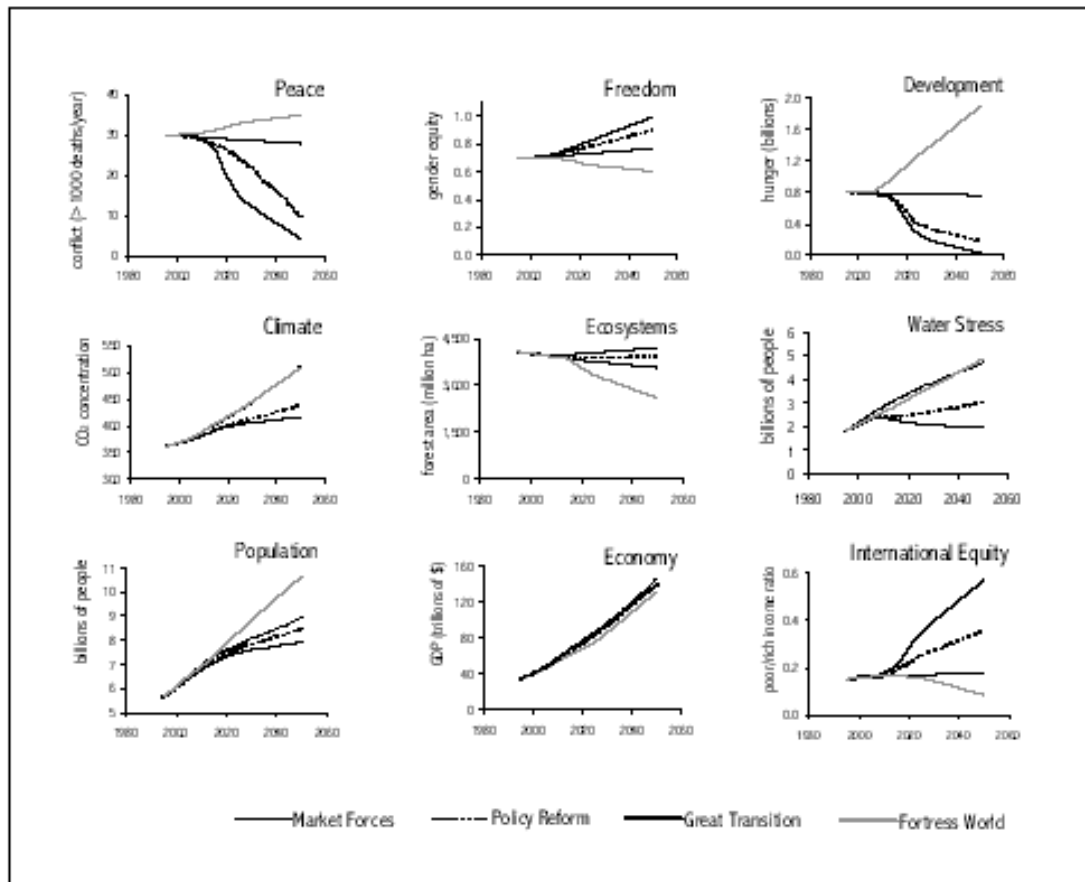 Peace
conflict (> 1000 deaths/year)
40
30
20
10
0
1980 2000 2020 2040 2060
Freedom
gender equity
1.0
0.8
0.6
0.4
0.2
0.0
1980 2000 2020 2040 2060
Development
hunger (billions)
2.0
1.6
1.2
0.8
0.4
0.0
1980 2000 2020 2040 2060
Climate
CO₂ concentration
550
500
450
400
350
300
1980 2000 2020 2040 2060
Ecosystems
forest area (million ha)
4,500
3,000
1,500
0
1980 2000 2020 2040 2060
Water Stress
billions of people
6
5
4
3
2
1
0
1980 2000 2020 2040 2060
Population
billions of people
11
10
9
8
7
6
5
1980 2000 2020 2040 2060
Economy
GDP (trillions of $)
160
120
80
40
0
1980 2000 2020 2040 2060
International Equity
poor/rich income ratio
0.6
0.4
0.2
0.0
1980 2000 2020 2040 2060
Market Forces Policy Reform Great Transition Fortress World